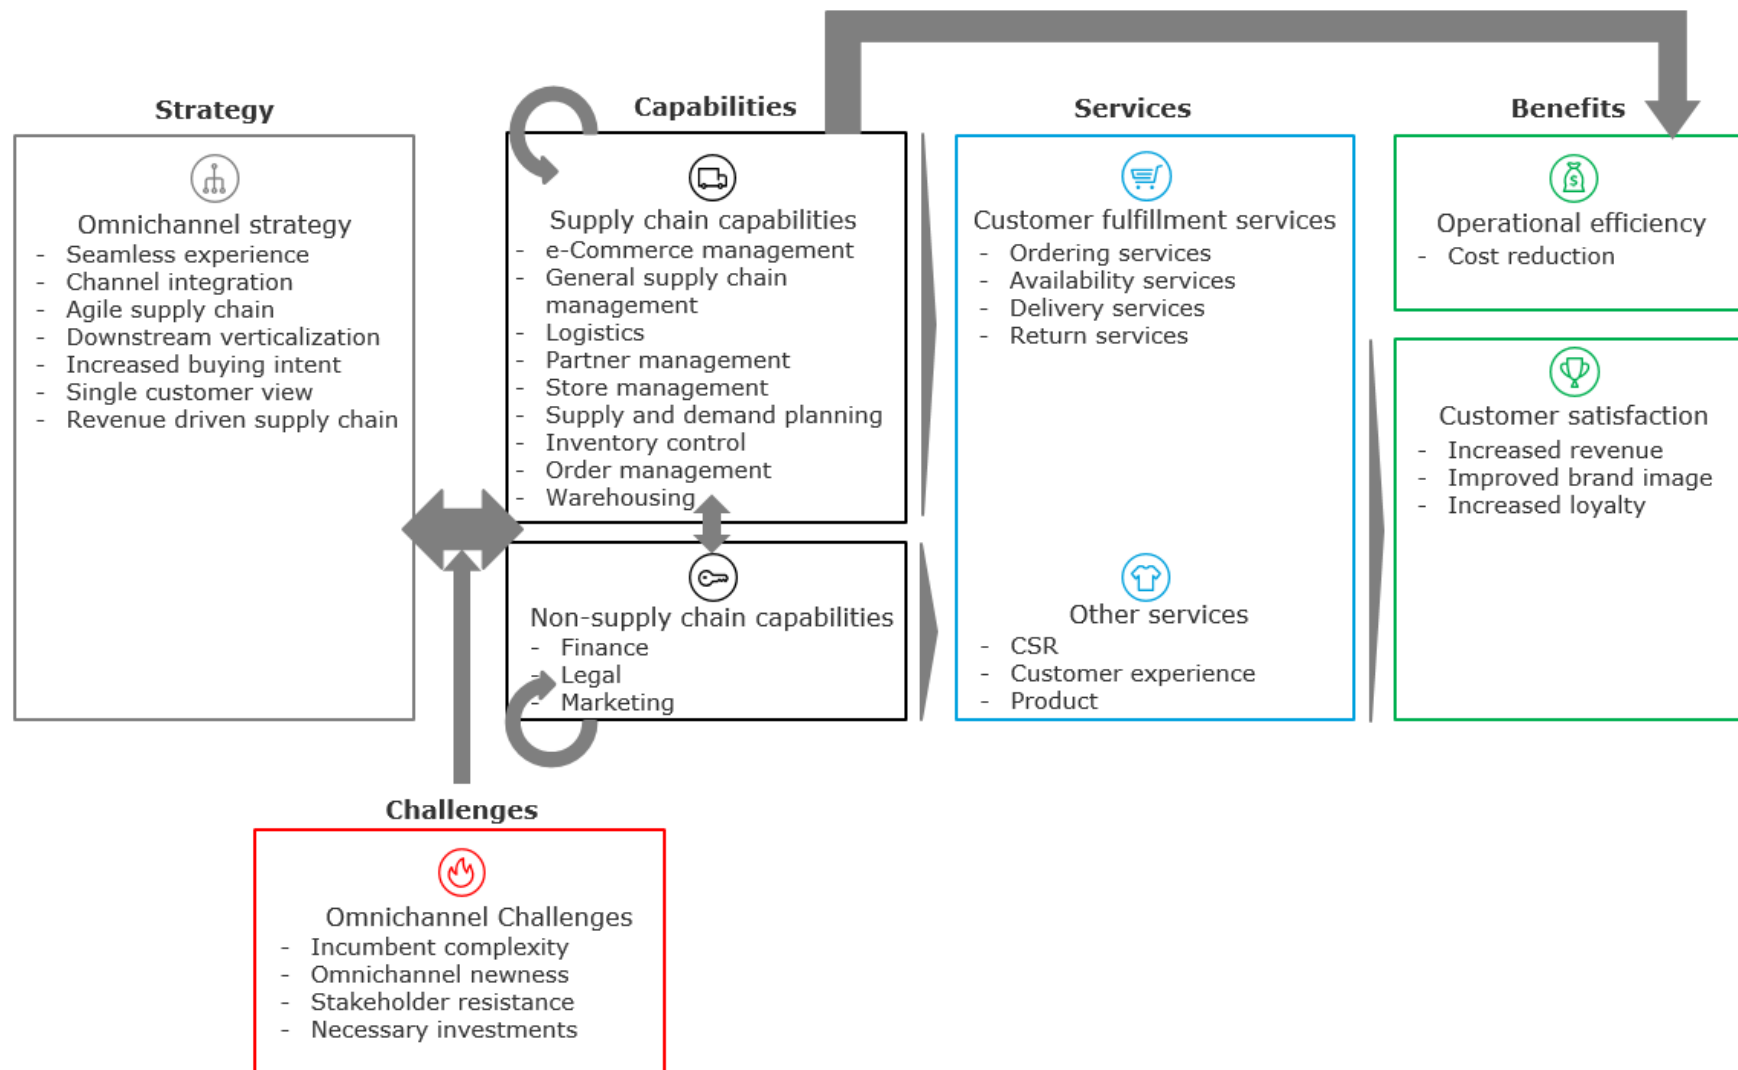 Strategy
Omnichannel strategy
- Seamless experience
- Channel integration
- Agile supply chain
- Downstream verticalization
- Increased buying intent
- Single customer view
- Revenue driven supply chain
Capabilities
Supply chain capabilities
- e-Commerce management
- General supply chain
management
- Logistics
- Partner management
- Store management
- Supply and demand planning
- Inventory control
- Order management
- Warehousing
Non-supply chain capabilities
- Finance
- Legal
- Marketing
Services
Customer fulfillment services
- Ordering services
- Availability services
- Delivery services
- Return services
Other services
- CSR
- Customer experience
- Product
Benefits
$
Operational efficiency
- Cost reduction
Customer satisfaction
- Increased revenue
- Improved brand image
- Increased loyalty
Challenges
Omnichannel Challenges
- Incumbent complexity
- Omnichannel newness
- Stakeholder resistance
- Necessary investments